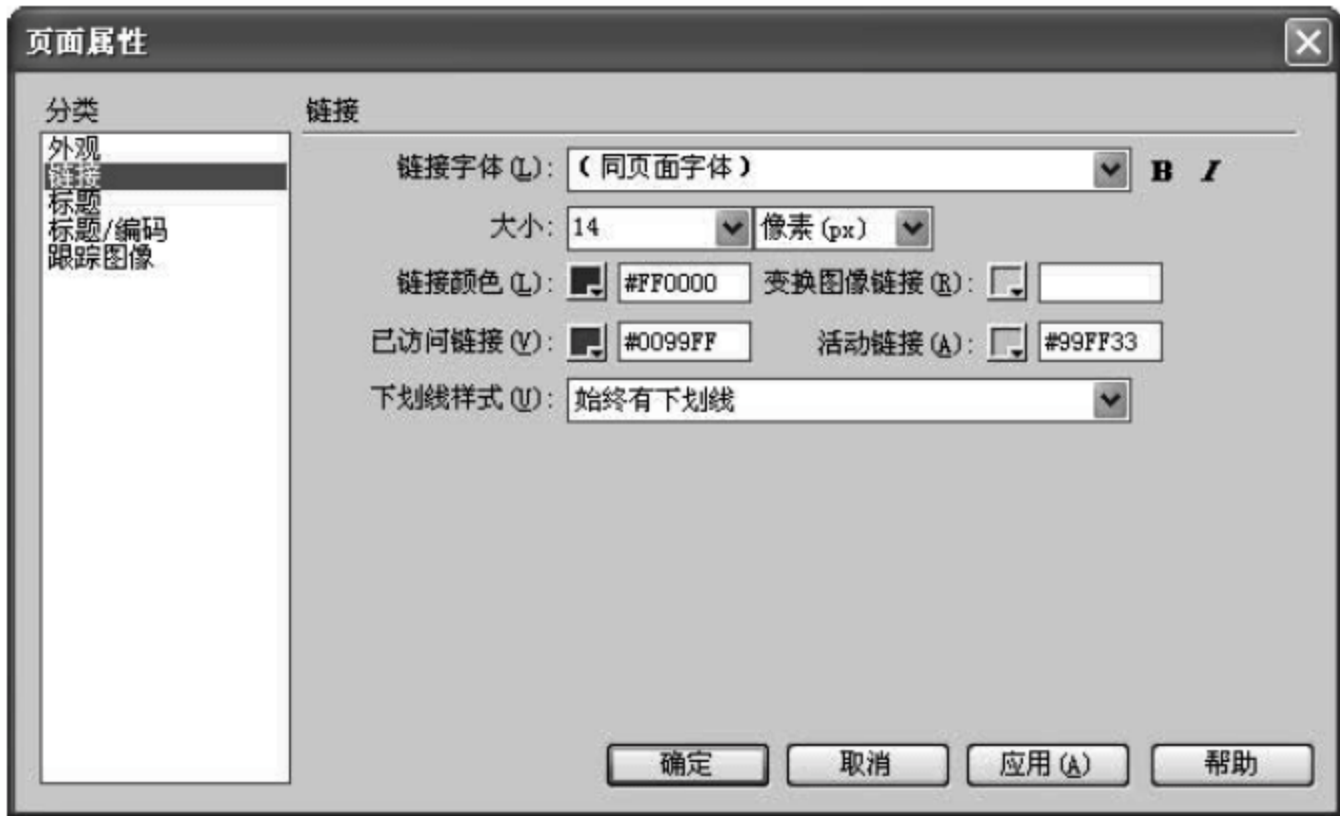 页面属性
分类
外观
链接
标题
标题/编码
跟踪图像
链接
链接字体(L): (同页面字体) B I
大小: 14 像素(px)
链接颜色(L): #FF0000 变换图像链接(R):
已访问链接(V): #0099FF 活动链接(A): #99FF33
下划线样式(U): 始终有下划线
确定 取消 应用(A) 帮助